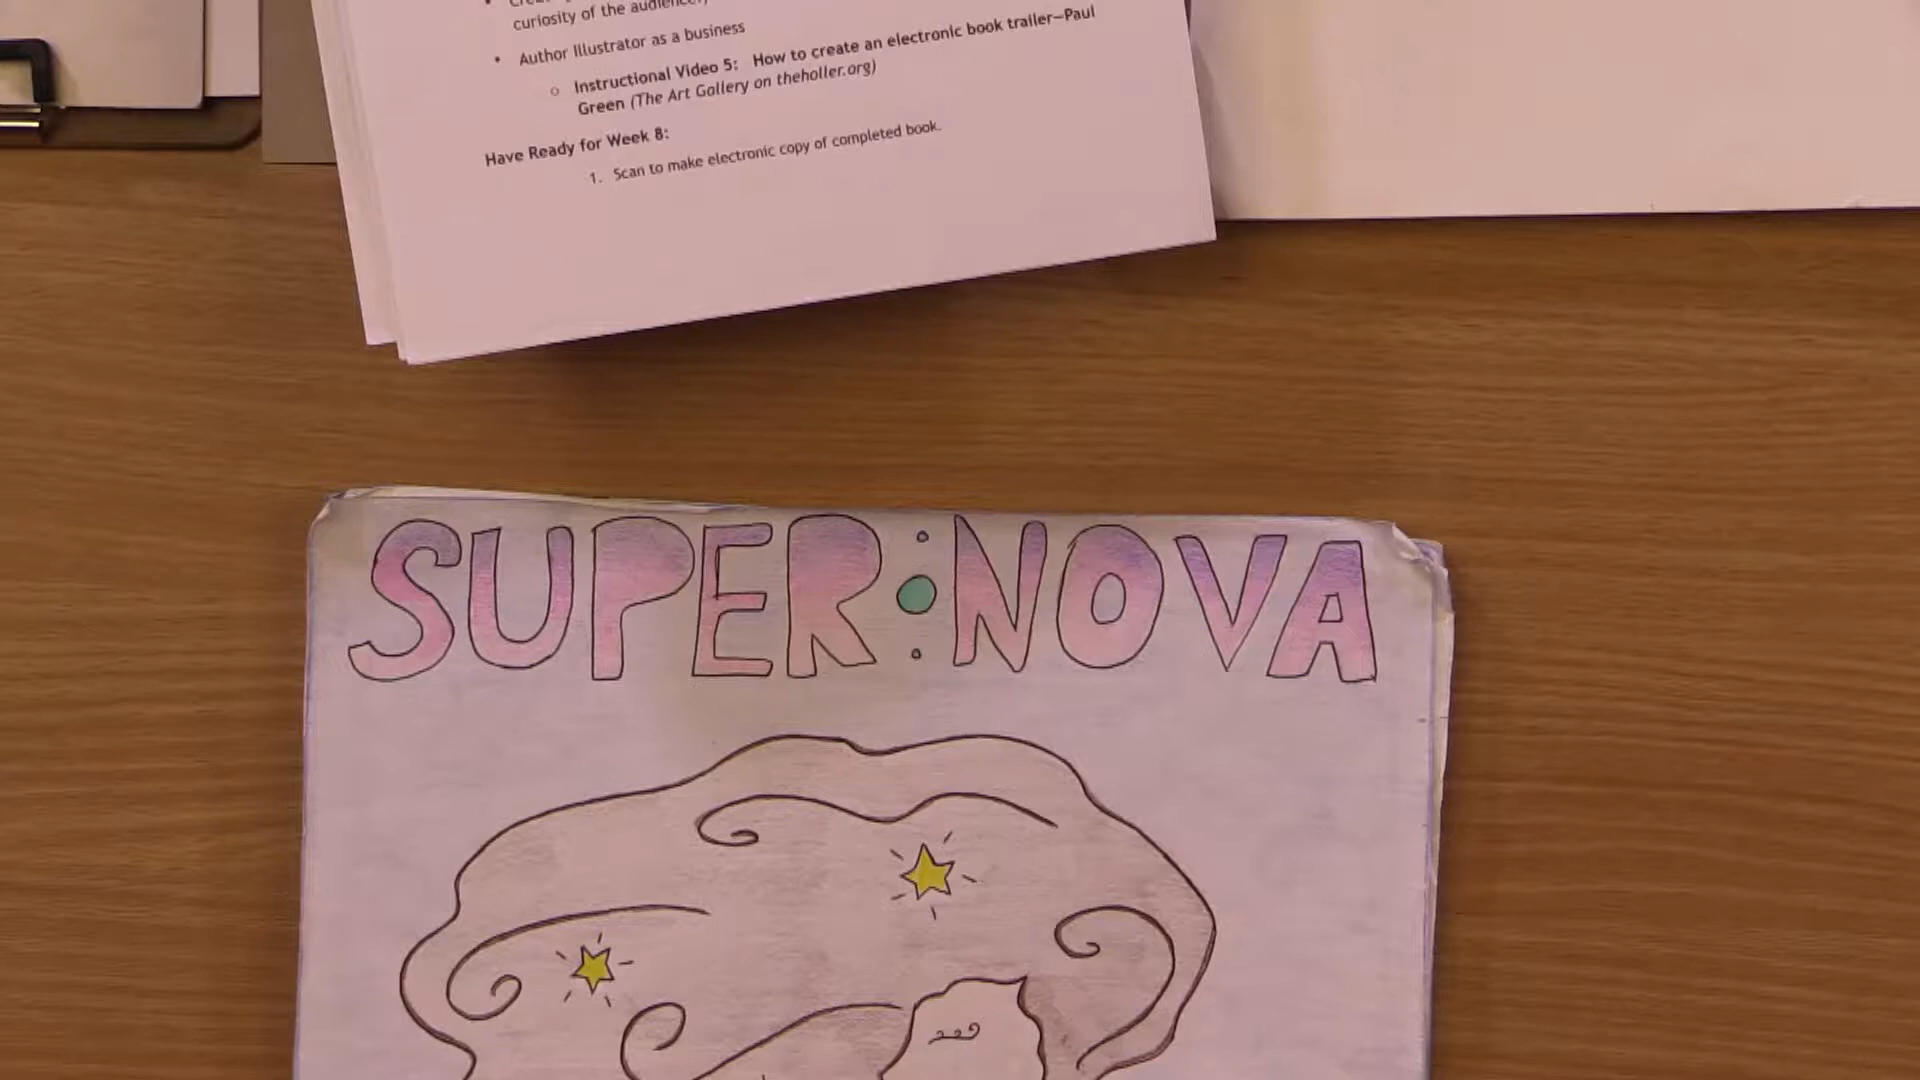 curiosity of the audience.
• Author Illustrator as a business
o Instructional Video 5: How to create an electronic book trailer—Paul
Green (The Art Gallery on theholler.org)
Have Ready for Week 8:
1. Scan to make electronic copy of completed book.
SUPER:NOVA